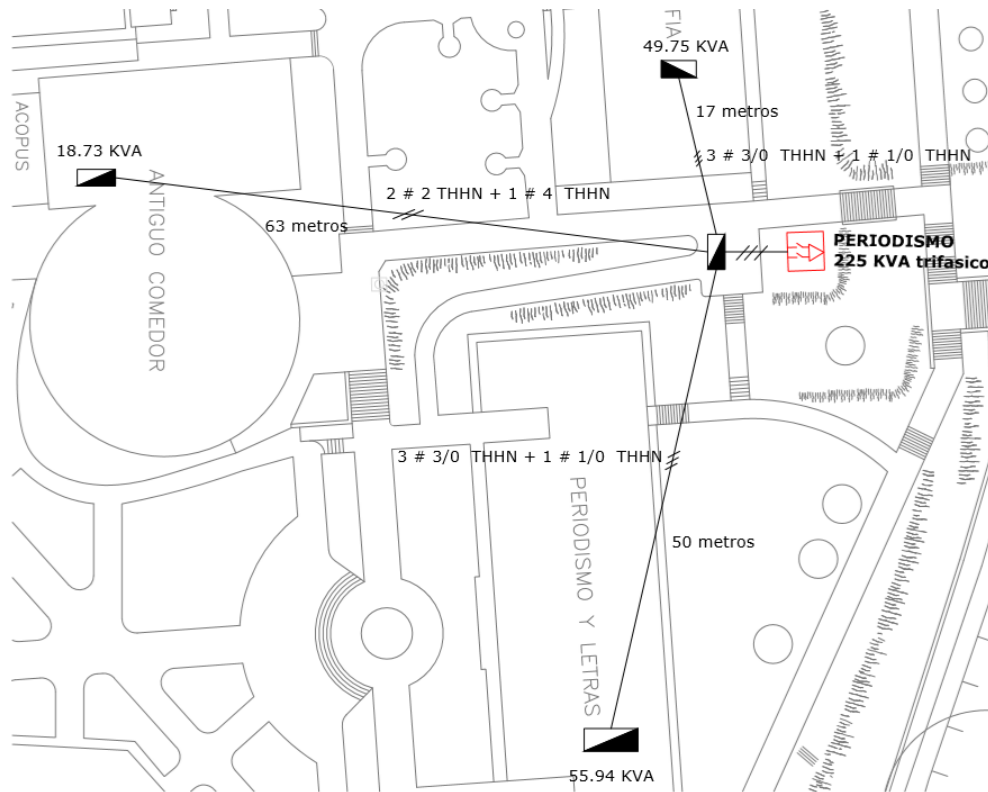 FIA
49.75 KVA
17 metros
ACOPUS
18.73 KVA
3 # 3/0 THHN + 1 # 1/0 THHN
2 # 2 THHN + 1 # 4 THHN
63 metros
ANTIGUO COMEDOR
PERIODISMO
225 KVA trifasico
3 # 3/0 THHN + 1 # 1/0 THHN
PERIODISMO Y LETRAS
50 metros
55.94 KVA